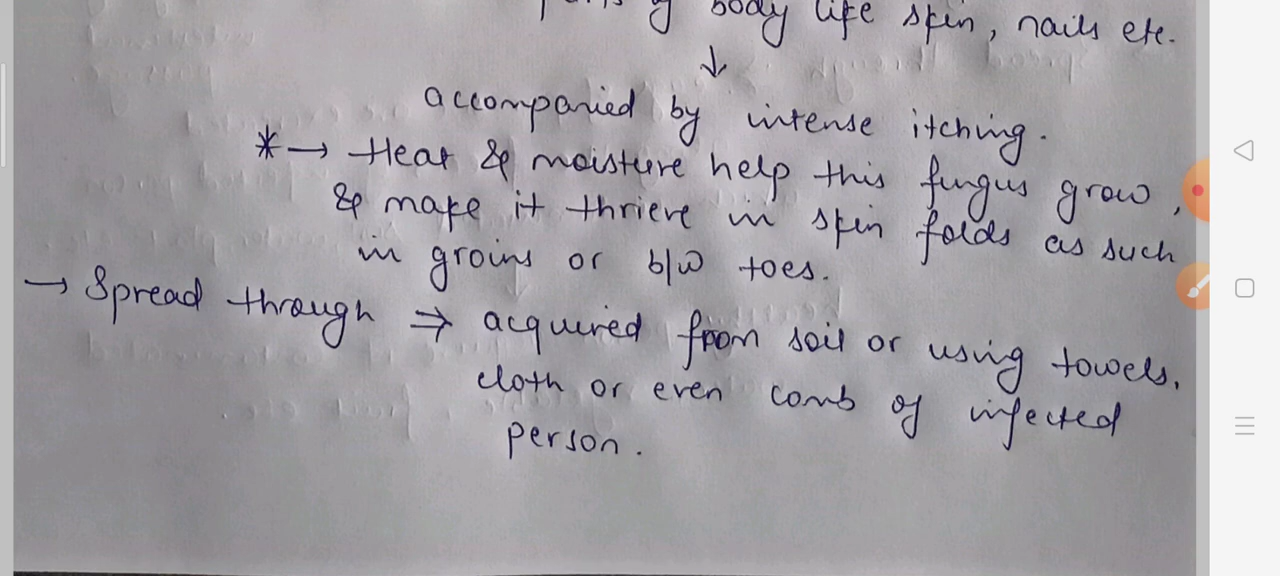 of body like skin, nails etc.
↓
accompanied by intense itching.
*→ Heat & moisture help this fungus grow,
& make it thrieve in skin folds as such
in groins or b/w toes.
→ Spread through ⇒ acquired from soil or using towels,
cloth or even comb of infected
person.